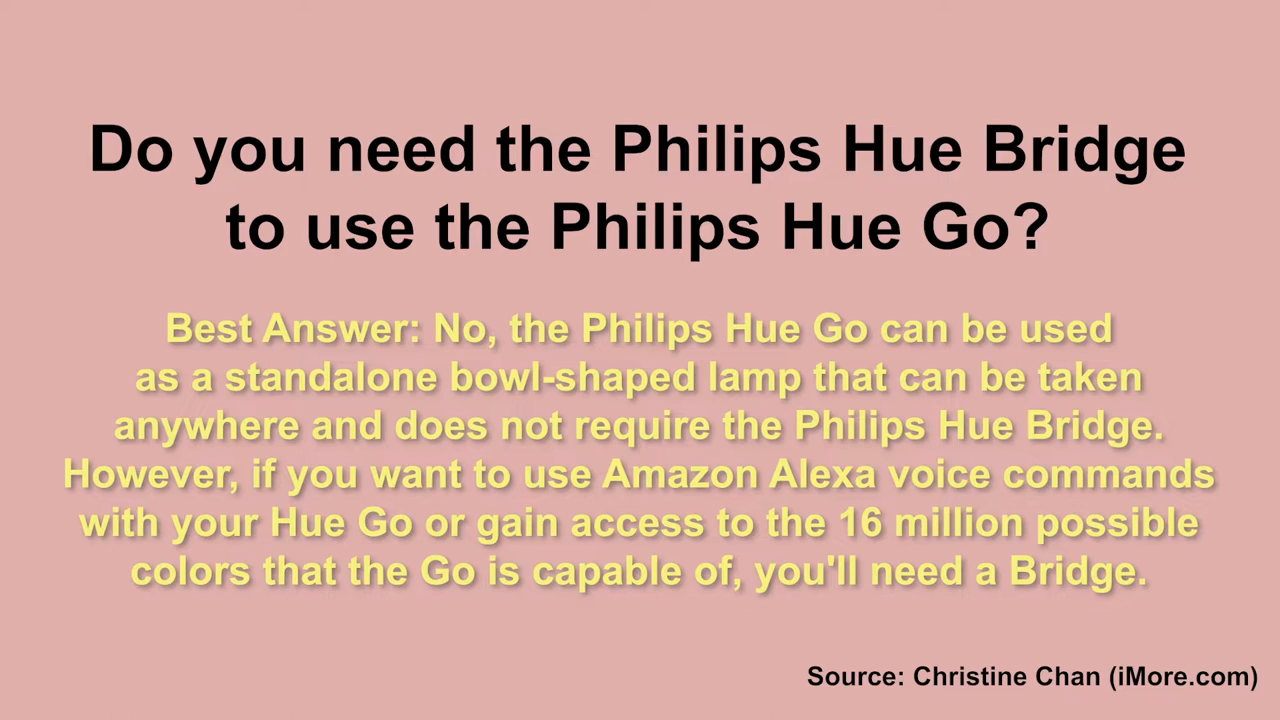 Do you need the Philips Hue Bridge
to use the Philips Hue Go?
Best Answer: No, the Philips Hue Go can be used
as a standalone bowl-shaped lamp that can be taken
anywhere and does not require the Philips Hue Bridge.
However, if you want to use Amazon Alexa voice commands
with your Hue Go or gain access to the 16 million possible
colors that the Go is capable of, you'll need a Bridge.
Source: Christine Chan (iMore.com)